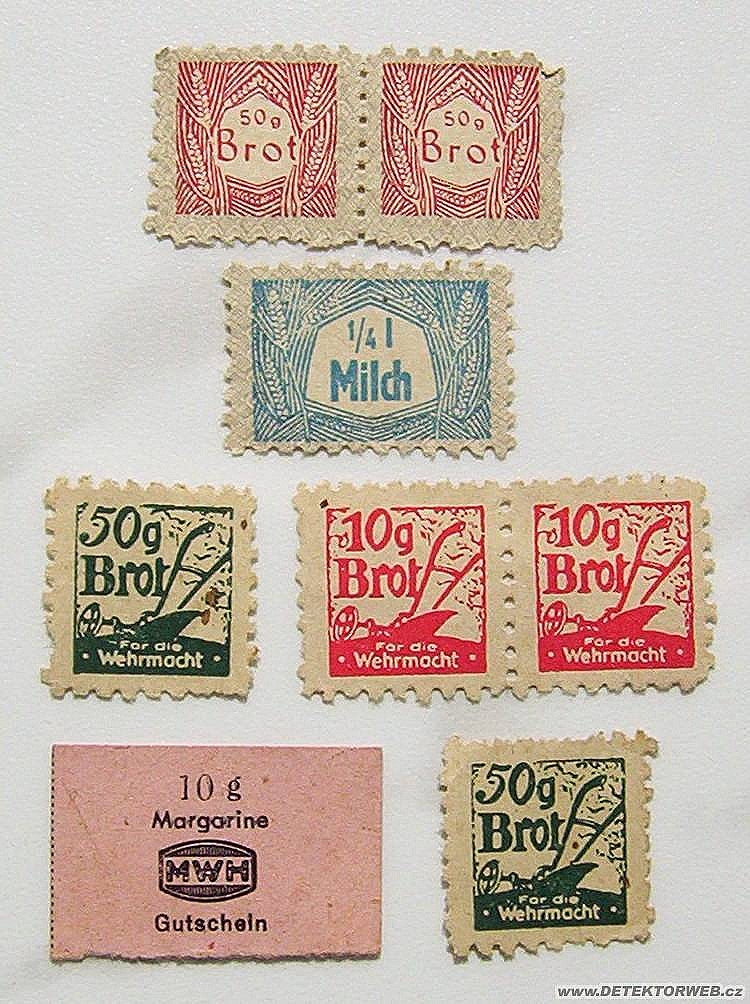 50g
Brot
50g
Brot
1/4 l
Milch
50g
Brot
Für die
Wehrmacht
10g
Brot
Für die
Wehrmacht
10g
Brot
Für die
Wehrmacht
10 g
Margarine
MWH
Gutschein
50g
Brot
Für die
Wehrmacht
www.DETEKTORWEB.cz